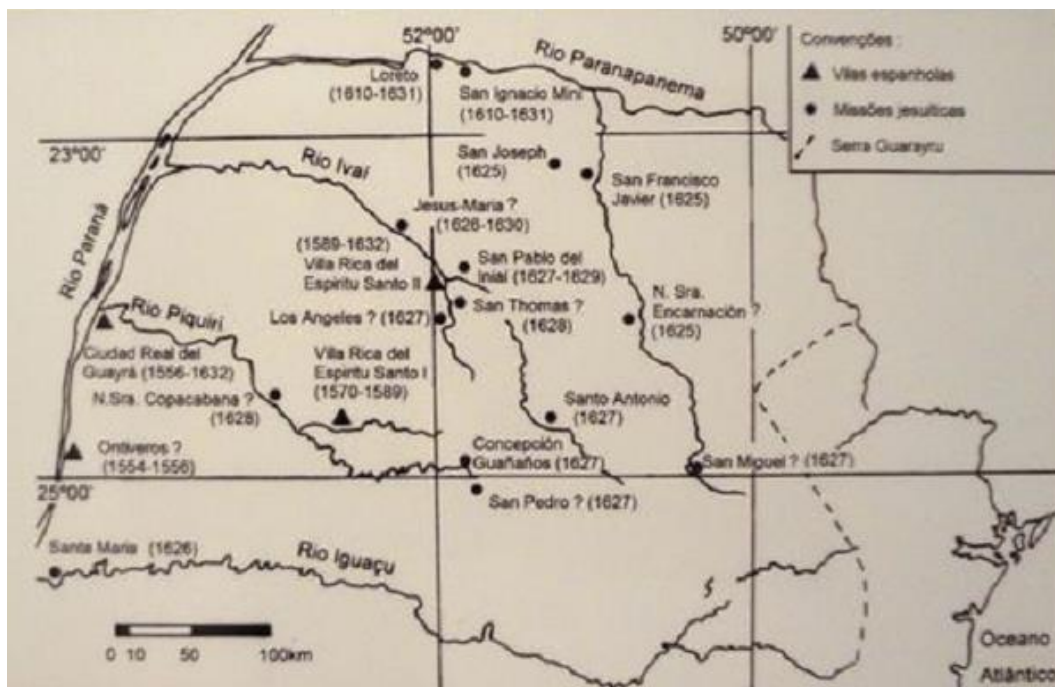 52°00'
50°00'
Convenções :
Vilas espanholas
Missões jesuíticas
Serra Guarayru
Rio Paranapanema
Loreto
(1610-1631)
San Ignacio Mini
(1610-1631)
23°00'
Rio Ivaí
San Joseph
(1625)
San Francisco
Javier (1625)
Rio Paraná
Jesus-Maria ?
(1626-1630)
(1589-1632)
Villa Rica del
Espiritu Santo II
San Pablo del
Iniaí (1627-1629)
Rio Piquiri
Los Angeles ? (1627)
San Thomas ?
(1628)
N. Sra.
Encarnación ?
(1625)
Ciudad Real del
Guayrá (1556-1632)
Villa Rica del
Espiritu Santo I
(1570-1589)
N.Sra. Copacabana ?
(1628)
Santo Antonio
(1627)
Ontiveros ?
(1554-1556)
Concepción
Guañaños (1627)
San Miguel ? (1627)
25°00'
San Pedro ? (1627)
Santa Maria (1626)
Rio Iguaçu
0 10 50 100km
Oceano
Atlântico